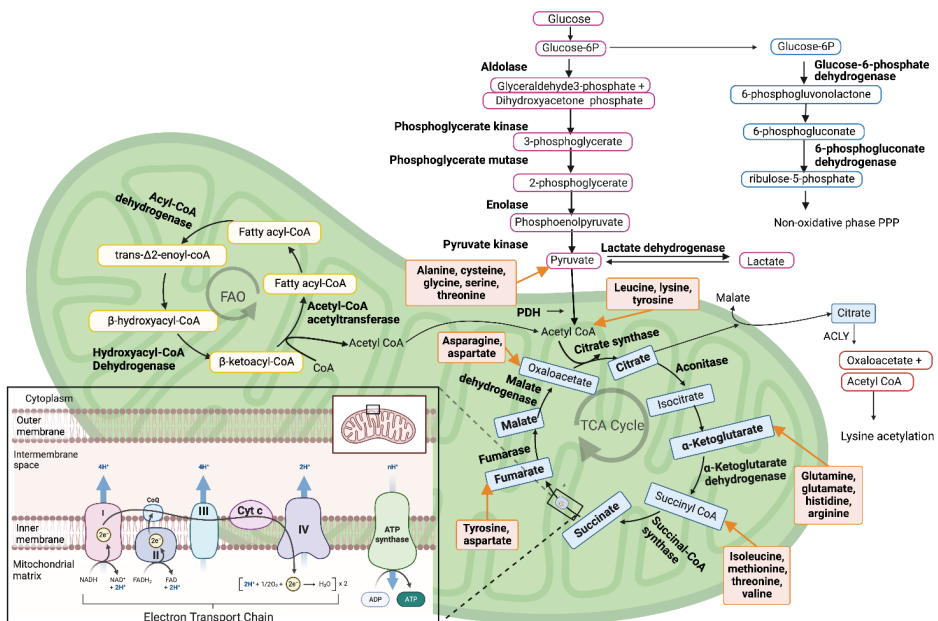 Glucose
Glucose-6P
Glucose-6P
Aldolase
Glucose-6-phosphate
dehydrogenase
Glyceraldehyde3-phosphate +
Dihydroxyacetone phosphate
6-phosphogluvonolactone
Phosphoglycerate kinase
3-phosphoglycerate
6-phosphogluconate
Phosphoglycerate mutase
6-phosphogluconate
dehydrogenase
2-phosphoglycerate
ribulose-5-phosphate
Enolase
Phosphoenolpyruvate
Non-oxidative phase PPP
Pyruvate kinase
Lactate dehydrogenase
Pyruvate
Lactate
Alanine, cysteine,
glycine, serine,
threonine
Leucine, lysine,
tyrosine
PDH
Acetyl CoA
Malate
Citrate
ACLY
Oxaloacetate +
Acetyl CoA
Lysine acetylation
Acyl-CoA
dehydrogenase
Fatty acyl-CoA
trans-Δ2-enoyl-coA
Fatty acyl-CoA
FAO
β-hydroxyacyl-CoA
Acetyl-CoA
acetyltransferase
Hydroxyacyl-CoA
Dehydrogenase
β-ketoacyl-CoA
CoA
Acetyl CoA
Asparagine,
aspartate
Citrate synthase
Oxaloacetate
Citrate
Aconitase
Malate
dehydrogenase
Isocitrate
Malate
TCA Cycle
α-Ketoglutarate
Fumarase
Fumarate
α-Ketoglutarate
dehydrogenase
Glutamine,
glutamate,
histidine,
arginine
Succinyl CoA
Succinate
Succinal-CoA
synthase
Tyrosine,
aspartate
Isoleucine,
methionine,
threonine,
valine
Cytoplasm
Outer
membrane
Intermembrane
space
4H⁺
4H⁺
2H⁺
nH⁺
CoQ
I
III
Cyt c
IV
ATP
synthase
Inner
membrane
2e⁻
2e⁻
II
Mitochondrial
matrix
NADH
NAD⁺
+ 2H⁺
FADH₂
FAD
+ 2H⁺
2H⁺ + 1/2O₂ + 2e⁻ → H₂O x 2
ADP
ATP
Electron Transport Chain